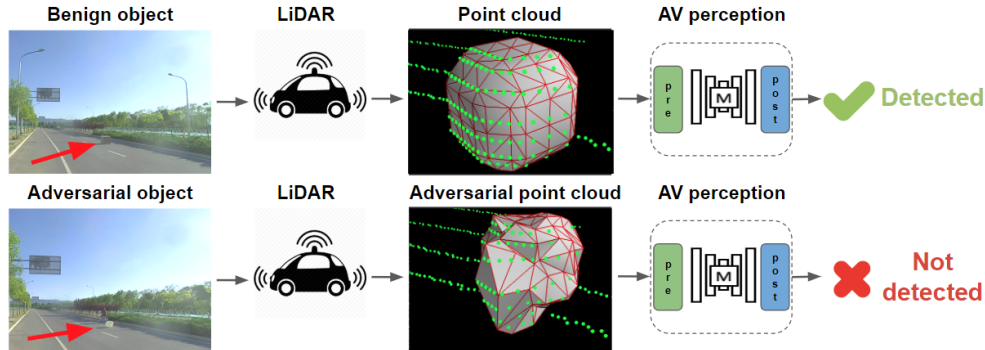 Benign object
LiDAR
Point cloud
AV perception
pre
M
post
Detected
Adversarial object
LiDAR
Adversarial point cloud
AV perception
pre
M
post
Not
detected